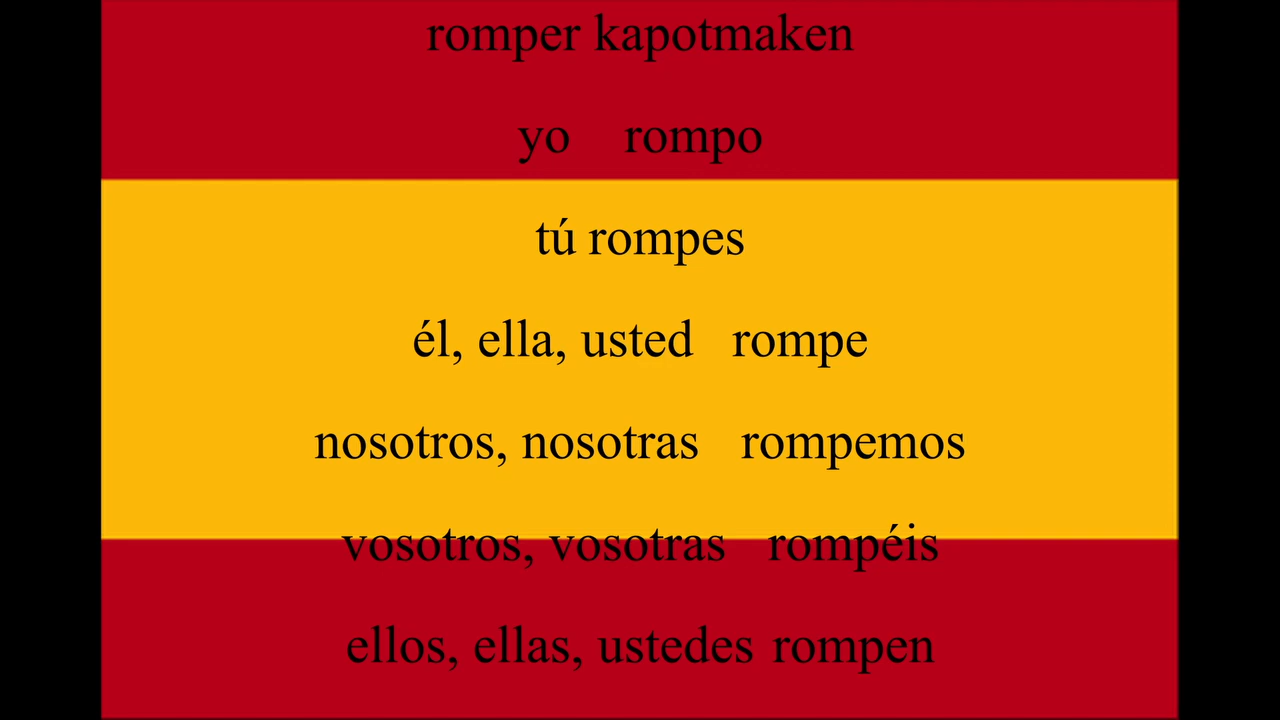 romper kapotmaken
yo rompo
tú rompes
él, ella, usted rompe
nosotros, nosotras rompemos
vosotros, vosotras rompéis
ellos, ellas, ustedes rompen